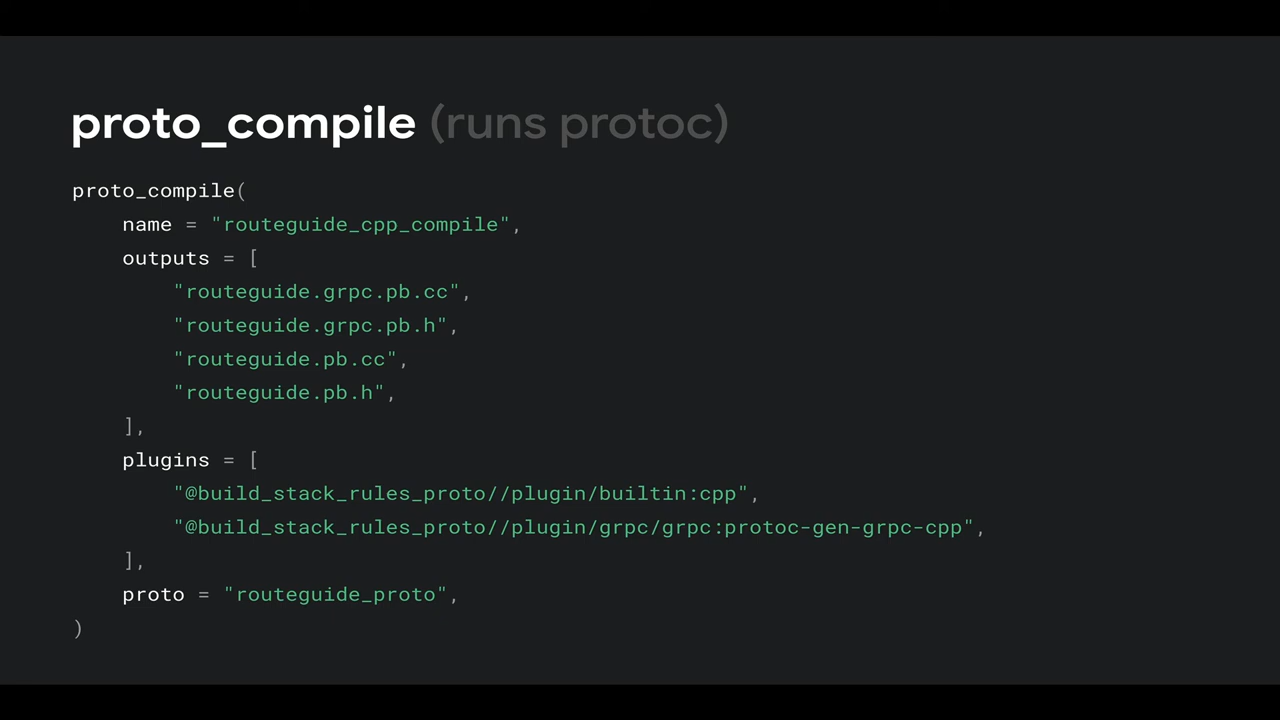 proto_compile (runs protoc)
proto_compile(
    name = "routeguide_cpp_compile",
    outputs = [
        "routeguide.grpc.pb.cc",
        "routeguide.grpc.pb.h",
        "routeguide.pb.cc",
        "routeguide.pb.h",
    ],
    plugins = [
        "@build_stack_rules_proto//plugin/builtin:cpp",
        "@build_stack_rules_proto//plugin/grpc/grpc:protoc-gen-grpc-cpp",
    ],
    proto = "routeguide_proto",
)